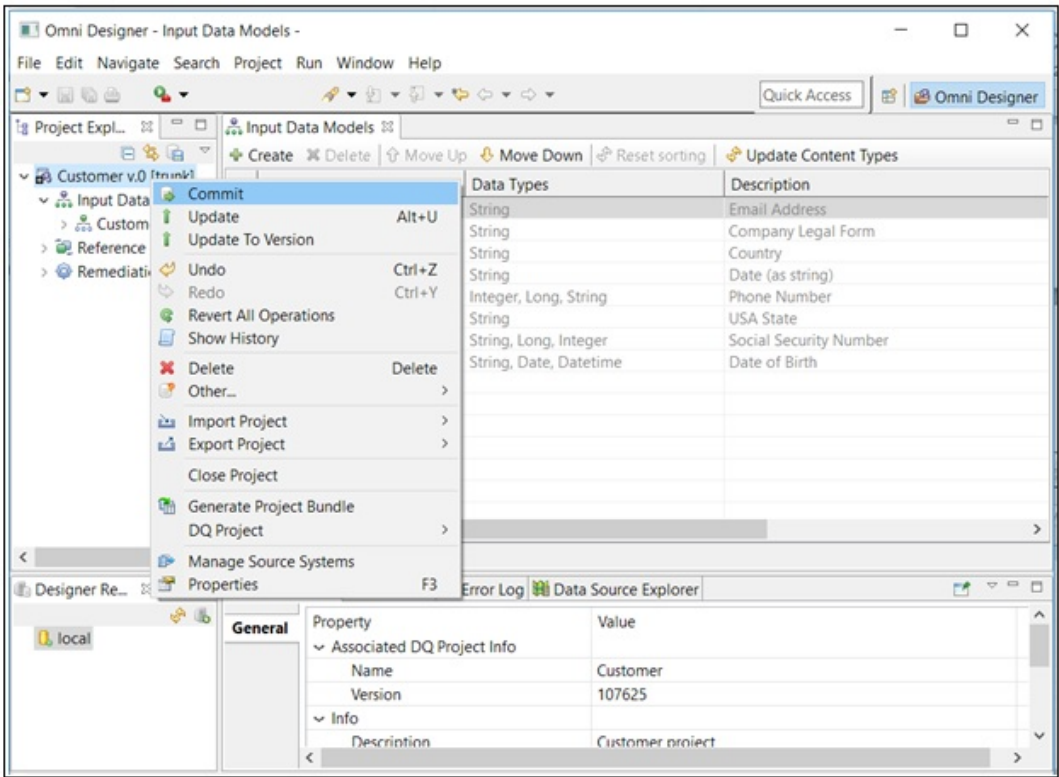 Omni Designer - Input Data Models -
File Edit Navigate Search Project Run Window Help
Quick Access
Omni Designer
Project Expl...
Input Data Models
Create Delete Move Up Move Down Reset sorting Update Content Types
Customer v.0 [trunk]
Input Data
Custom
Reference
Remediati
Data Types Description
String Email Address
String Company Legal Form
String Country
String Date (as string)
Integer, Long, String Phone Number
String USA State
String, Long, Integer Social Security Number
String, Date, Datetime Date of Birth
Commit
Update Alt+U
Update To Version
Undo Ctrl+Z
Redo Ctrl+Y
Revert All Operations
Show History
Delete Delete
Other...
Import Project
Export Project
Close Project
Generate Project Bundle
DQ Project
Manage Source Systems
Properties F3
Designer Re...
local
Error Log Data Source Explorer
General
Property Value
Associated DQ Project Info
Name Customer
Version 107625
Info
Description Customer project